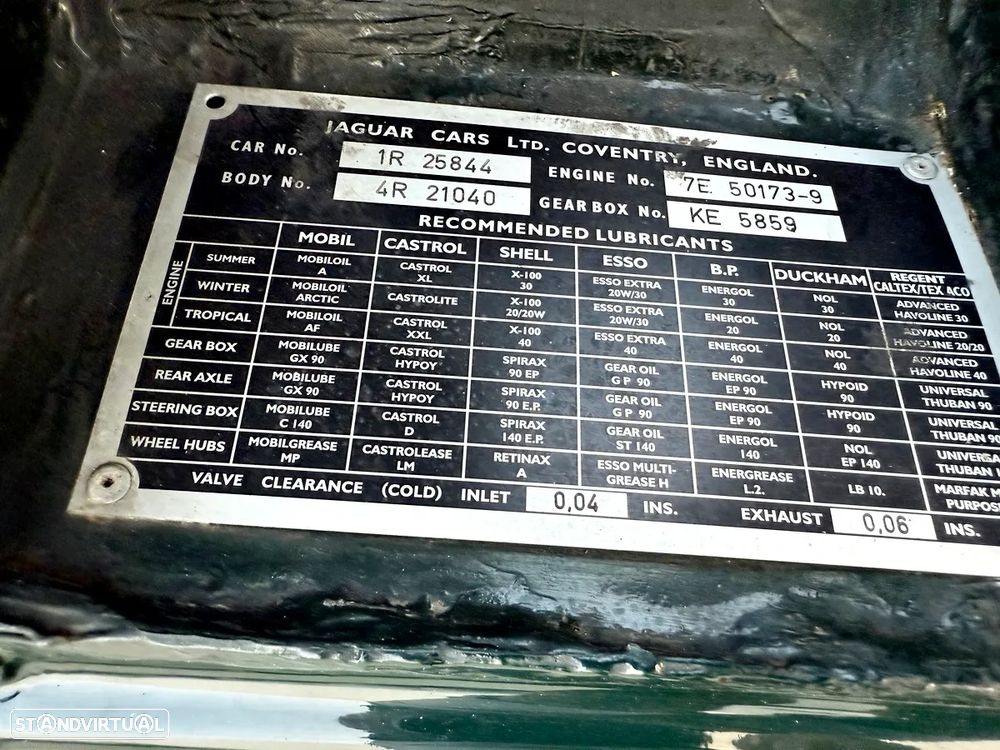 JAGUAR CARS LTD. COVENTRY, ENGLAND.
CAR No. 1R 25844 ENGINE No. 7E 50173-9
BODY No. 4R 21040 GEAR BOX No. KE 5859
RECOMMENDED LUBRICANTS
MOBIL CASTROL SHELL ESSO B.P. DUCKHAM REGENT CALTEX/TEX ACO
ENGINE
SUMMER MOBILOIL A CASTROL XL X-100 30 ESSO EXTRA 20W/30 ENERGOL 30 NOL 30 ADVANCED HAVOLINE 30
WINTER MOBILOIL ARCTIC CASTROLITE X-100 20/20W ESSO EXTRA 20W/30 ENERGOL 20 NOL 20 ADVANCED HAVOLINE 20/20
TROPICAL MOBILOIL AF CASTROL XXL X-100 40 ESSO EXTRA 40 ENERGOL 40 NOL 40 ADVANCED HAVOLINE 40
GEAR BOX MOBILUBE GX 90 CASTROL HYPOY SPIRAX 90 EP GEAR OIL GP 90 ENERGOL EP 90 HYPOID 90 UNIVERSAL THUBAN 90
REAR AXLE MOBILUBE GX 90 CASTROL HYPOY SPIRAX 90 E.P. GEAR OIL GP 90 ENERGOL EP 90 HYPOID 90 UNIVERSAL THUBAN 90
STEERING BOX MOBILUBE C 140 CASTROL D SPIRAX 140 E.P. GEAR OIL ST 140 ENERGOL 140 NOL EP 140 UNIVERSA THUBAN 1
WHEEL HUBS MOBILGREASE MP CASTROLEASE LM RETINAX A ESSO MULTI-GREASE H ENERGREASE L.2. LB 10. MARFAK M PURPOS
VALVE CLEARANCE (COLD) INLET 0,04 INS. EXHAUST 0,06 INS.
STANDVIRTUAL